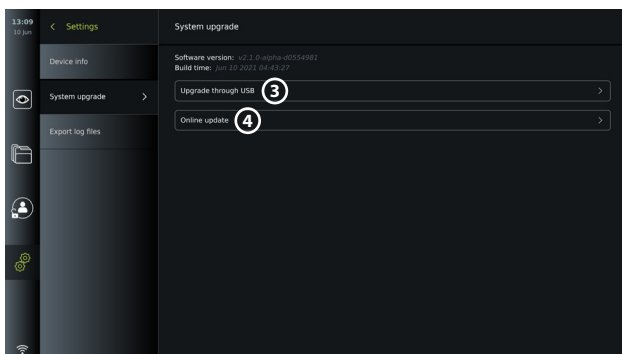 13:09
10 Jun
Settings
System upgrade
Device info
System upgrade
Export log files
Software version: v2.1.0-alpha-d0554981
Build time: Jun 10 2021 04:43:27
Upgrade through USB 3
Online update 4